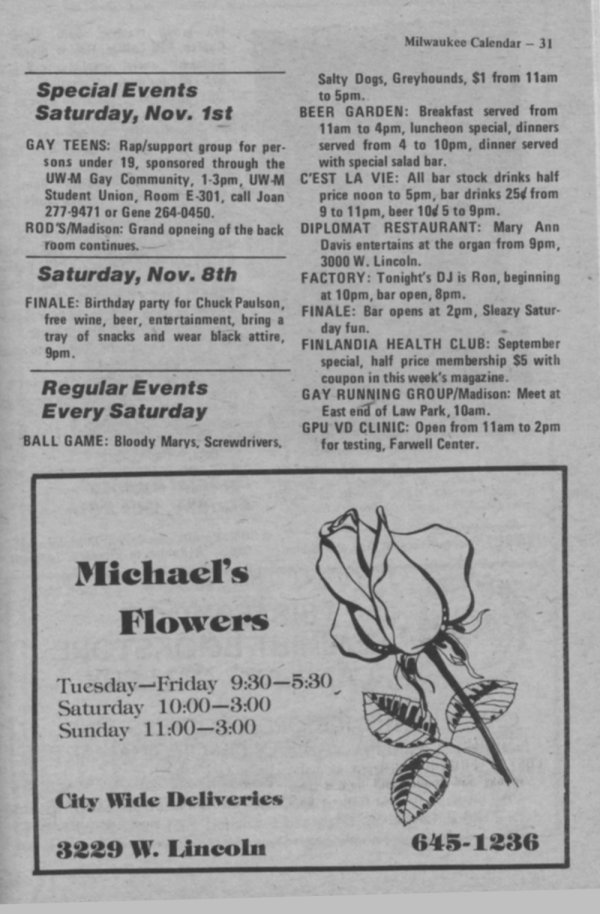 Milwaukee Calendar — 31
Special Events
Saturday, Nov. 1st
GAY TEENS: Rap/support group for per-
sons under 19, sponsored through the
UW-M Gay Community, 1-3pm, UW-M
Student Union, Room E-301, call Joan
277-9471 or Gene 264-0450.
ROD'S/Madison: Grand opneing of the back
room continues.
Saturday, Nov. 8th
FINALE: Birthday party for Chuck Paulson,
free wine, beer, entertainment, bring a
tray of snacks and wear black attire,
9pm.
Regular Events
Every Saturday
BALL GAME: Bloody Marys, Screwdrivers,
Salty Dogs, Greyhounds, $1 from 11am
to 5pm.
BEER GARDEN: Breakfast served from
11am to 4pm, luncheon special, dinners
served from 4 to 10pm, dinner served
with special salad bar.
C'EST LA VIE: All bar stock drinks half
price noon to 5pm, bar drinks 25¢ from
9 to 11pm, beer 10¢ 5 to 9pm.
DIPLOMAT RESTAURANT: Mary Ann
Davis entertains at the organ from 9pm,
3000 W. Lincoln.
FACTORY: Tonight's DJ is Ron, beginning
at 10pm, bar open, 8pm.
FINALE: Bar opens at 2pm, Sleazy Satur-
day fun.
FINLANDIA HEALTH CLUB: September
special, half price membership $5 with
coupon in this week's magazine.
GAY RUNNING GROUP/Madison: Meet at
East end of Law Park, 10am.
GPU VD CLINIC: Open from 11am to 2pm
for testing, Farwell Center.
Michael's
Flowers
Tuesday—Friday 9:30—5:30
Saturday 10:00—3:00
Sunday 11:00—3:00
City Wide Deliveries
3229 W. Lincoln
645-1236